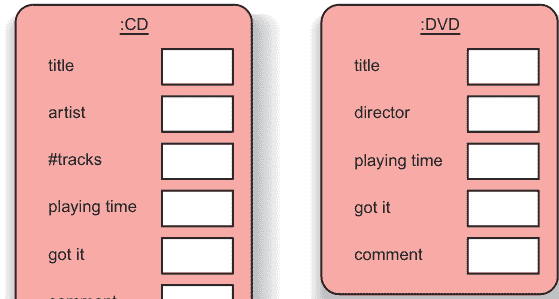 :CD
title
artist
#tracks
playing time
got it
:DVD
title
director
playing time
got it
comment